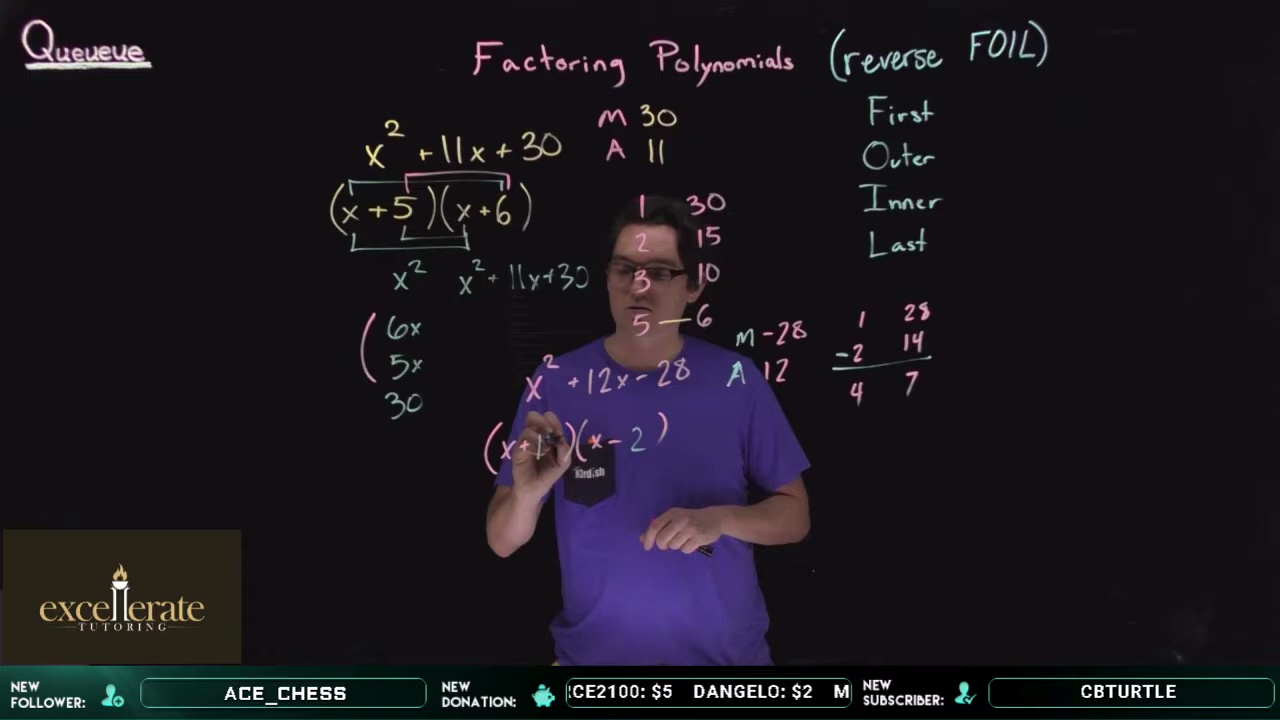 Queueue
Factoring Polynomials (reverse FOIL)
First
Outer
Inner
Last
x² + 11x + 30
M 30
A 11
(x + 5)(x + 6)
1 30
2 15
3 10
5 — 6
x² x² + 11x + 30
6x
5x
30
x² + 12x - 28
M -28
A 12
1 28
-2 14
4 7
(x + 1 )(x - 2)
N3rdish
excellerate
TUTORING
NEW FOLLOWER: ACE_CHESS
NEW DONATION: CE2100: $5 DANGELO: $2 M
NEW SUBSCRIBER: CBTURTLE